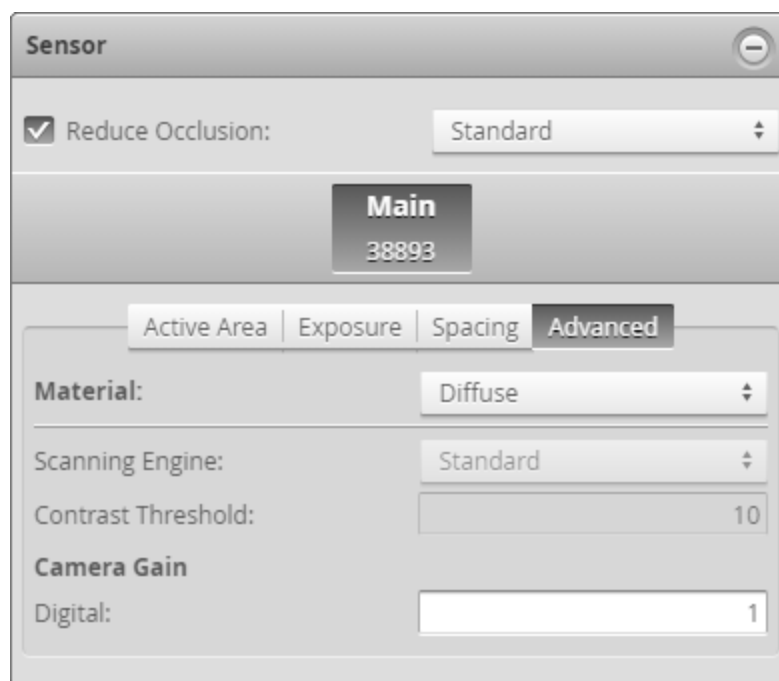 Sensor
Reduce Occlusion: Standard
Main
38893
Active Area Exposure Spacing Advanced
Material: Diffuse
Scanning Engine: Standard
Contrast Threshold: 10
Camera Gain
Digital: 1